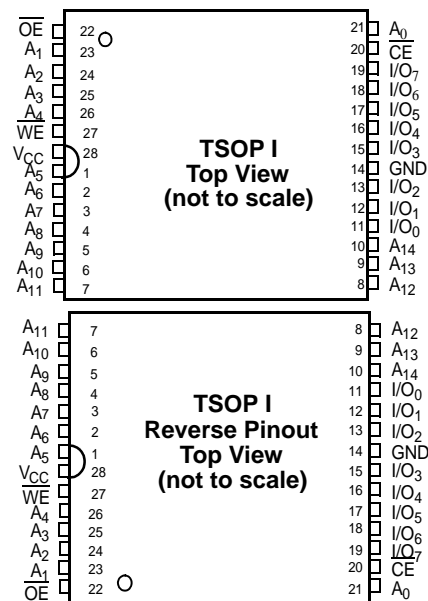 OE 22 21 A0
A1 23 20 CE
A2 24 19 I/O7
A3 25 18 I/O6
A4 26 17 I/O5
WE 27 16 I/O4
VCC 28 15 I/O3
A5 1 14 GND
A6 2 13 I/O2
A7 3 12 I/O1
A8 4 11 I/O0
A9 5 10 A14
A10 6 9 A13
A11 7 8 A12
TSOP I
Top View
(not to scale)
A11 7 8 A12
A10 6 9 A13
A9 5 10 A14
A8 4 11 I/O0
A7 3 12 I/O1
A6 2 13 I/O2
A5 1 14 GND
VCC 28 15 I/O3
WE 27 16 I/O4
A4 26 17 I/O5
A3 25 18 I/O6
A2 24 19 I/O7
A1 23 20 CE
OE 22 21 A0
TSOP I
Reverse Pinout
Top View
(not to scale)